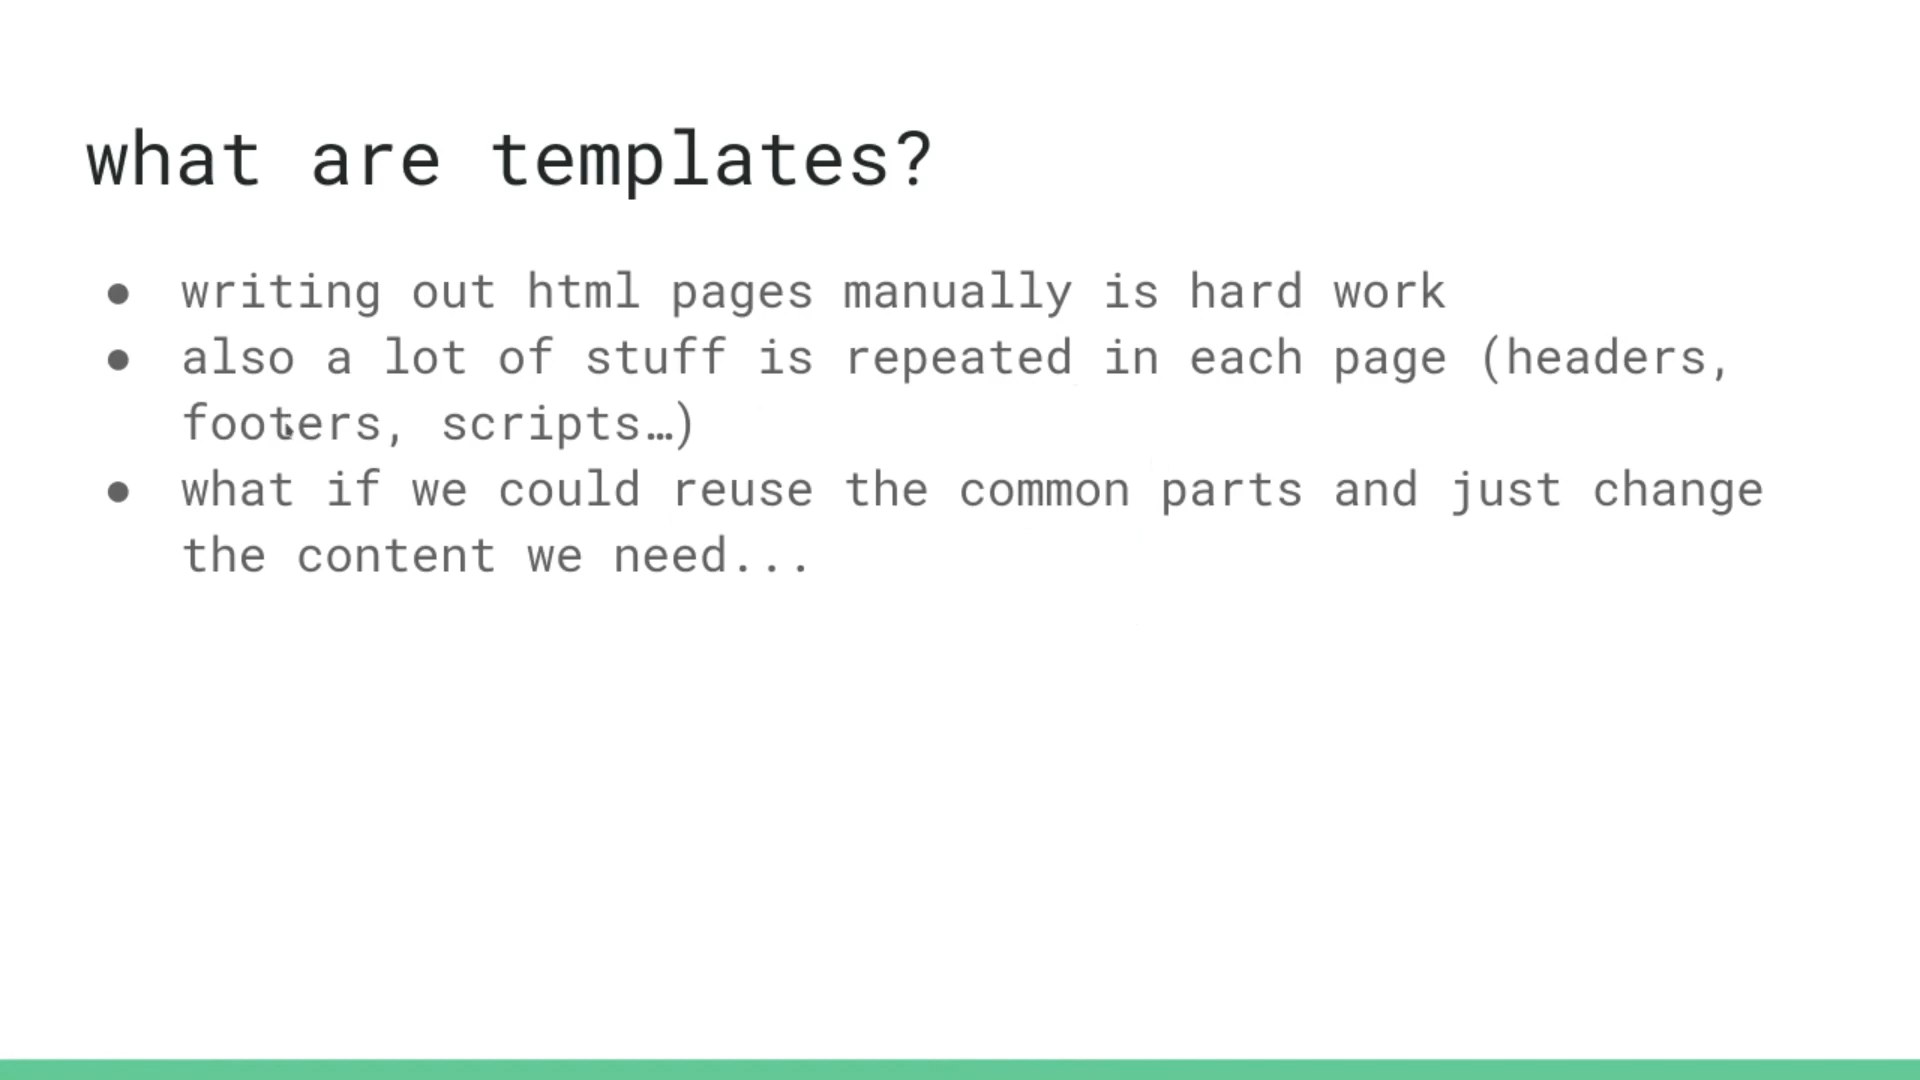 what are templates?
● writing out html pages manually is hard work
● also a lot of stuff is repeated in each page (headers,
footers, scripts…)
● what if we could reuse the common parts and just change
the content we need...